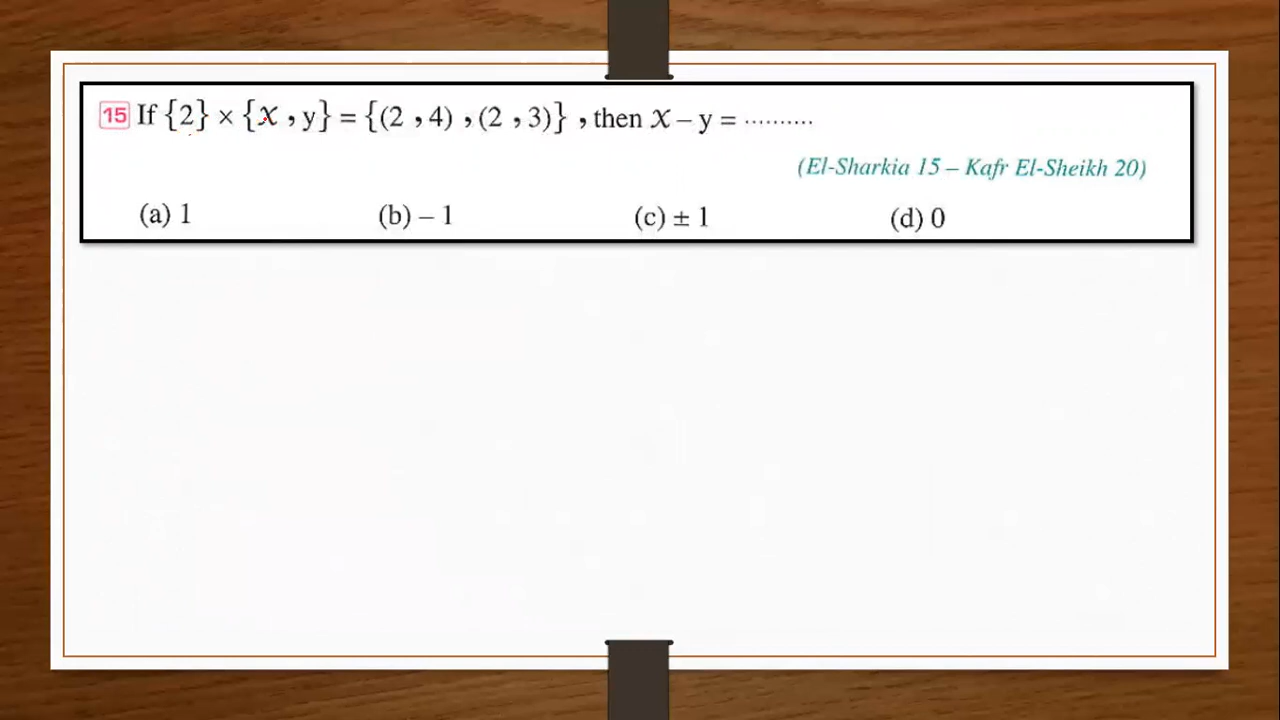 15 If {2} × {x , y} = {(2 , 4) , (2 , 3)} , then x – y = ··········
(El-Sharkia 15 – Kafr El-Sheikh 20)
(a) 1 (b) – 1 (c) ± 1 (d) 0